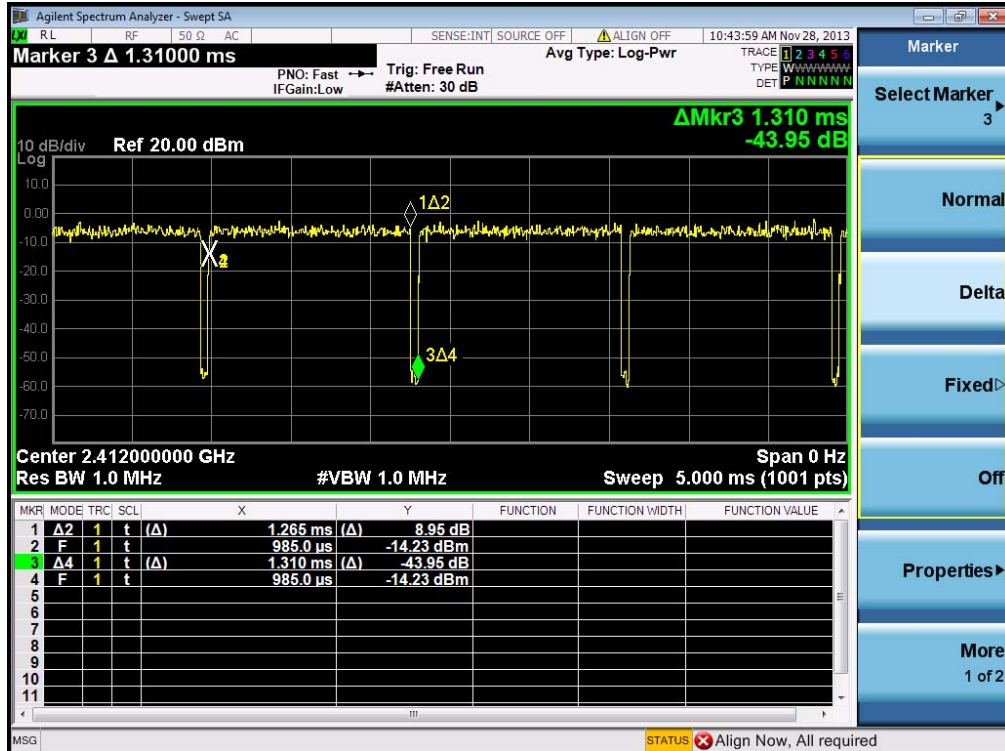 Agilent Spectrum Analyzer - Swept SA
LXI RL RF 50 Ω AC SENSE:INT SOURCE OFF ALIGN OFF 10:43:59 AM Nov 28, 2013
Marker 3 Δ 1.31000 ms
PNO: Fast
IFGain:Low
Trig: Free Run
#Atten: 30 dB
Avg Type: Log-Pwr
TRACE 1 2 3 4 5 6
TYPE WWWWWW
DET P N N N N N
ΔMkr3 1.310 ms
-43.95 dB
10 dB/div Ref 20.00 dBm
Log
10.0
0.00
-10.0
-20.0
-30.0
-40.0
-50.0
-60.0
-70.0
1Δ2
3Δ4
Center 2.412000000 GHz Span 0 Hz
Res BW 1.0 MHz #VBW 1.0 MHz Sweep 5.000 ms (1001 pts)
MKR MODE TRC SCL X Y FUNCTION FUNCTION WIDTH FUNCTION VALUE
1 Δ2 1 t (Δ) 1.265 ms (Δ) 8.95 dB
2 F 1 t 985.0 µs -14.23 dBm
3 Δ4 1 t (Δ) 1.310 ms (Δ) -43.95 dB
4 F 1 t 985.0 µs -14.23 dBm
5
6
7
8
9
10
11
MSG STATUS Align Now, All required
Marker
Select Marker
3
Normal
Delta
Fixed
Off
Properties
More
1 of 2